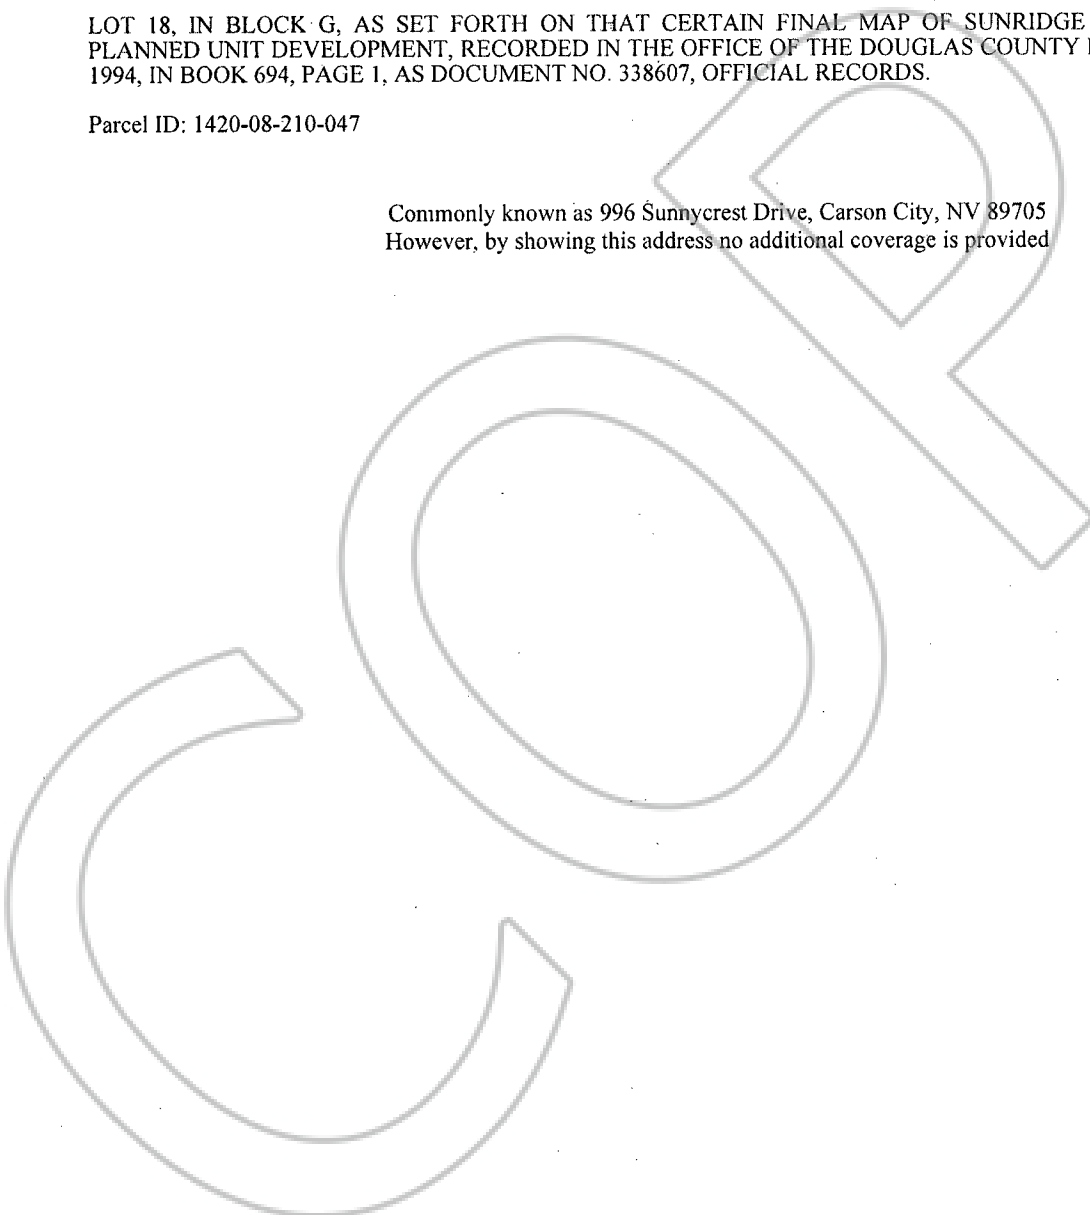 LOT 18, IN BLOCK G, AS SET FORTH ON THAT CERTAIN FINAL MAP OF SUNRIDGE
PLANNED UNIT DEVELOPMENT, RECORDED IN THE OFFICE OF THE DOUGLAS COUNTY
1994, IN BOOK 694, PAGE 1, AS DOCUMENT NO. 338607, OFFICIAL RECORDS.
Parcel ID: 1420-08-210-047
Commonly known as 996 Sunnycrest Drive, Carson City, NV 89705
However, by showing this address no additional coverage is provided
COP